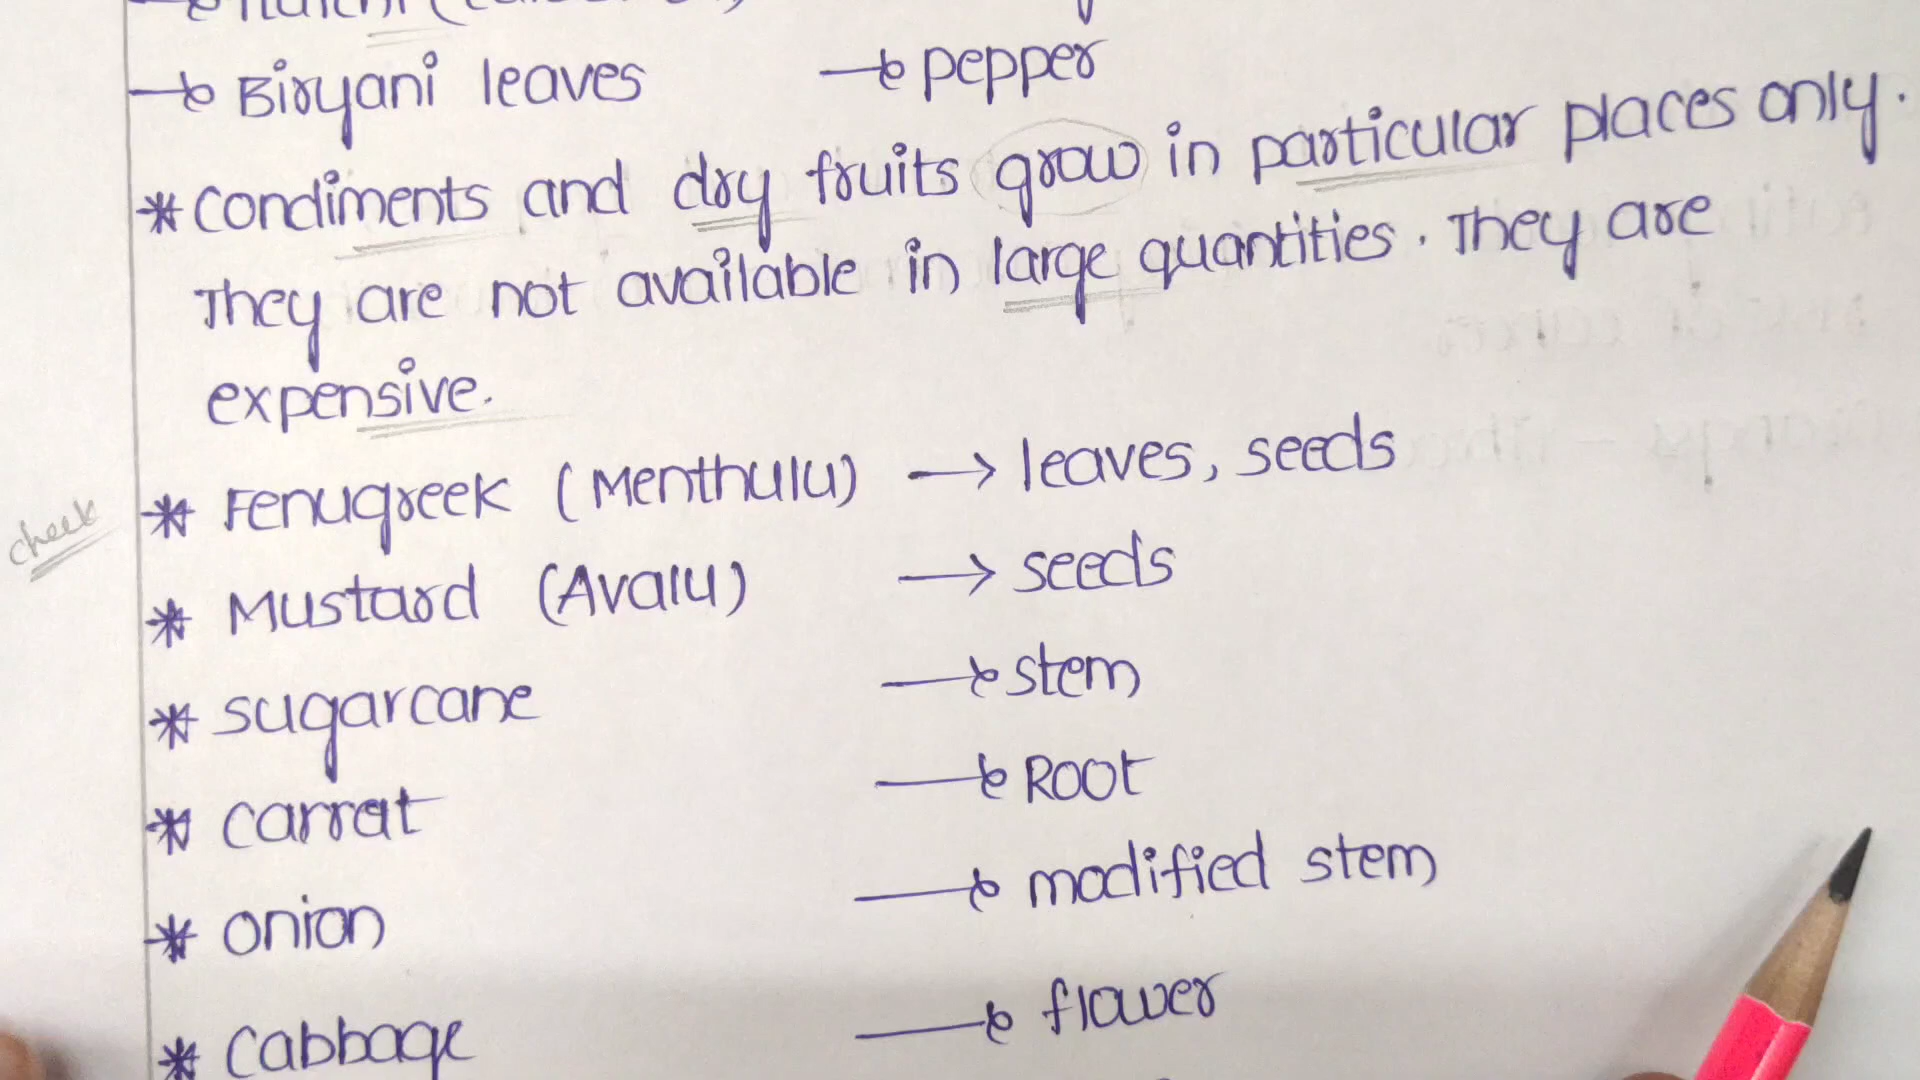 → Biryani leaves → pepper
* condiments and dry fruits grow in particular places only.
They are not available in large quantities. They are
expensive.
check
* Fenugreek (Menthulu) → leaves, seeds
* Mustard (Avalu) → seeds
* sugarcane → stem
* carrot → Root
* onion → modified stem
* cabbage → flower